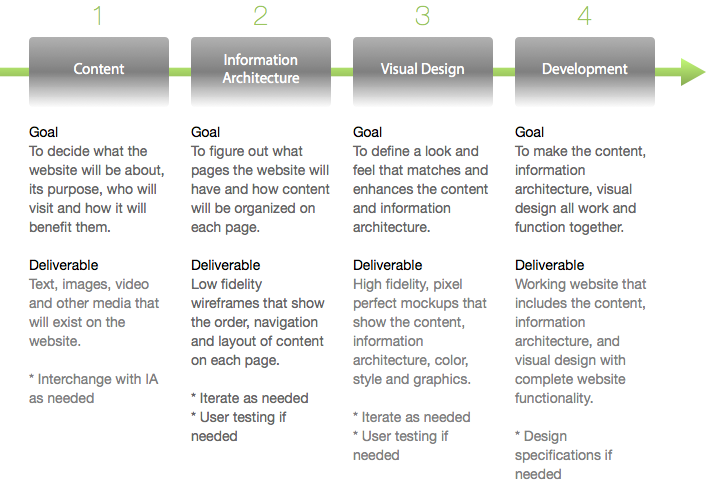 1
Content
Goal
To decide what the
website will be about,
its purpose, who will
visit and how it will
benefit them.
Deliverable
Text, images, video
and other media that
will exist on the
website.
* Interchange with IA
as needed
2
Information
Architecture
Goal
To figure out what
pages the website will
have and how content
will be organized on
each page.
Deliverable
Low fidelity
wireframes that show
the order, navigation
and layout of content
on each page.
* Iterate as needed
* User testing if
needed
3
Visual Design
Goal
To define a look and
feel that matches and
enhances the content
and information
architecture.
Deliverable
High fidelity, pixel
perfect mockups that
show the content,
information
architecture, color,
style and graphics.
* Iterate as needed
* User testing if
needed
4
Development
Goal
To make the content,
information
architecture, visual
design all work and
function together.
Deliverable
Working website that
includes the content,
information
architecture, and
visual design with
complete website
functionality.
* Design
specifications if
needed